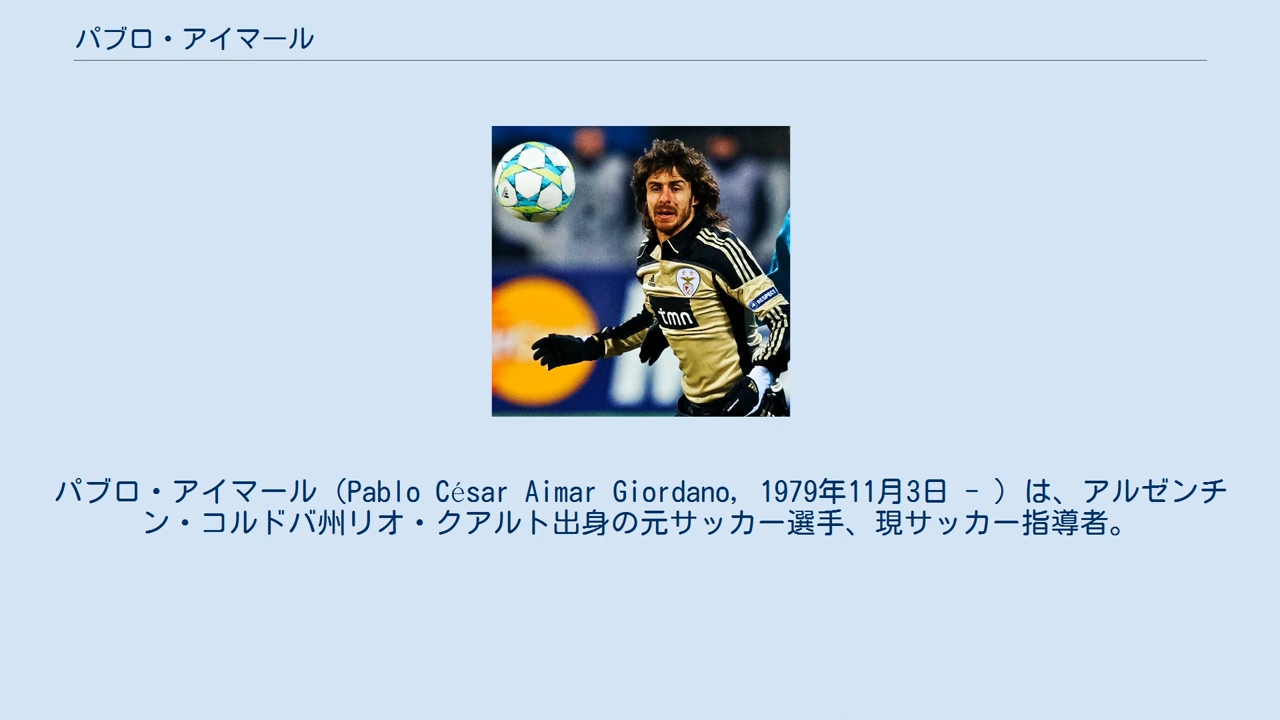 パブロ・アイマール
tmn
RESPECT
パブロ・アイマール（Pablo César Aimar Giordano, 1979年11月3日 - ）は、アルゼンチ
ン・コルドバ州リオ・クアルト出身の元サッカー選手、現サッカー指導者。